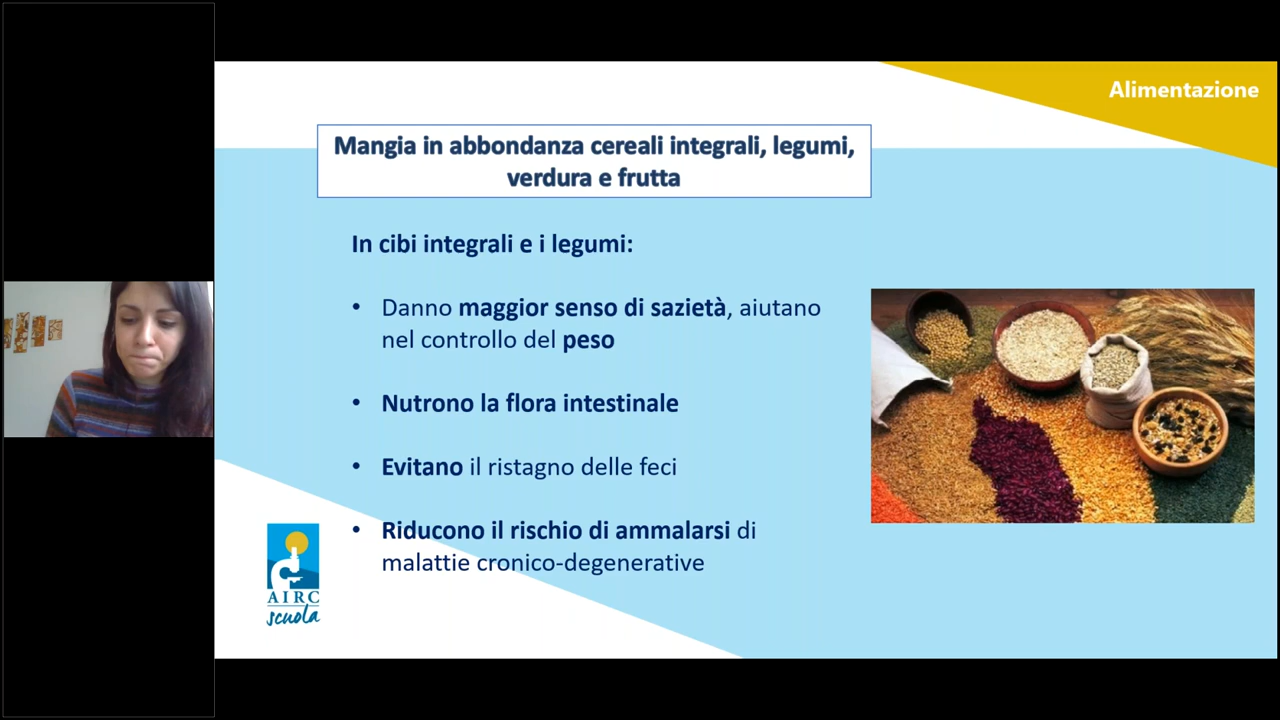 Alimentazione
Mangia in abbondanza cereali integrali, legumi,
verdura e frutta
In cibi integrali e i legumi:
• Danno maggior senso di sazietà, aiutano
nel controllo del peso
• Nutrono la flora intestinale
• Evitano il ristagno delle feci
• Riducono il rischio di ammalarsi di
malattie cronico-degenerative
AIRC
scuola